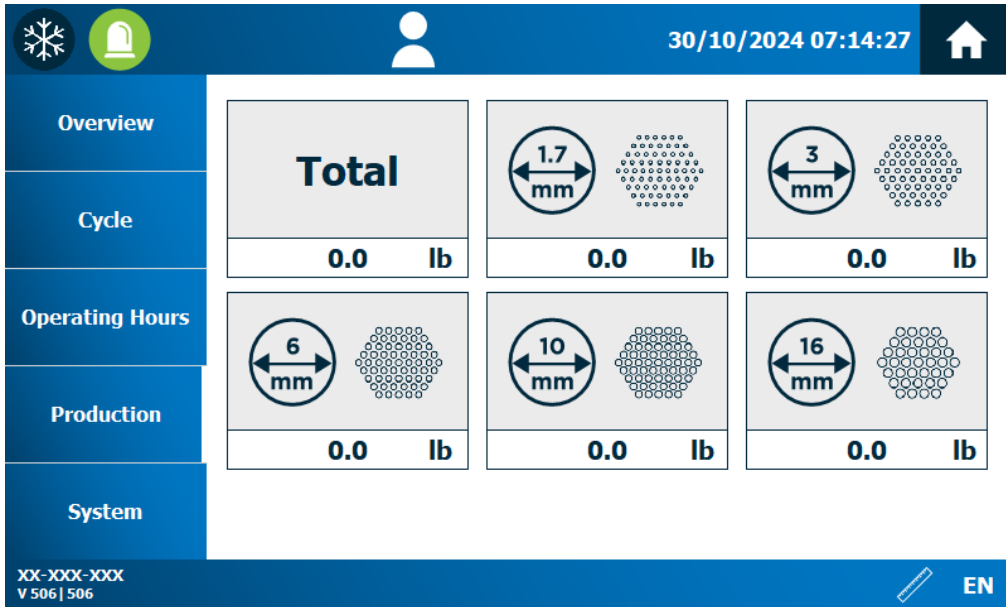 30/10/2024 07:14:27
Overview
Cycle
Operating Hours
Production
System
Total
0.0 lb
1.7
mm
0.0 lb
3
mm
0.0 lb
6
mm
0.0 lb
10
mm
0.0 lb
16
mm
0.0 lb
XX-XXX-XXX
V 506|506
EN